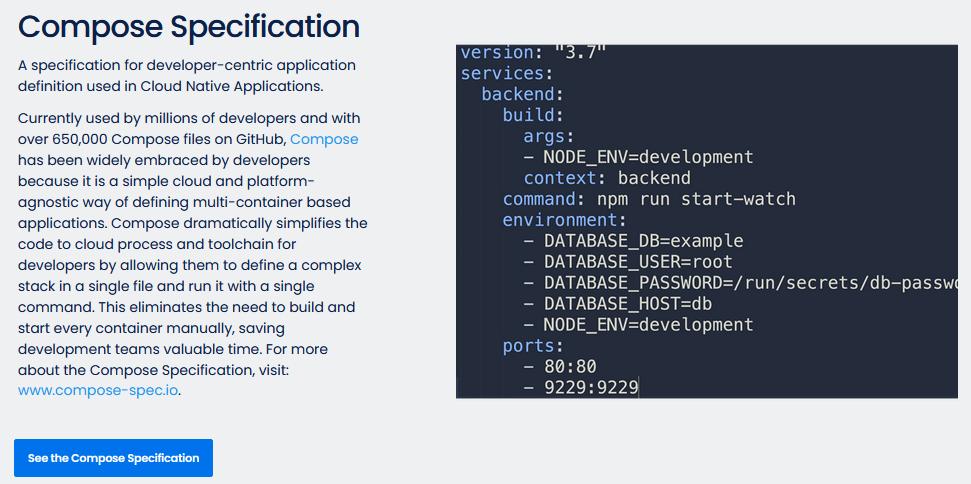 Compose Specification
A specification for developer-centric application
definition used in Cloud Native Applications.
Currently used by millions of developers and with
over 650,000 Compose files on GitHub, Compose
has been widely embraced by developers
because it is a simple cloud and platform-
agnostic way of defining multi-container based
applications. Compose dramatically simplifies the
code to cloud process and toolchain for
developers by allowing them to define a complex
stack in a single file and run it with a single
command. This eliminates the need to build and
start every container manually, saving
development teams valuable time. For more
about the Compose Specification, visit:
www.compose-spec.io.
See the Compose Specification
version: "3.7"
services:
  backend:
    build:
      args:
      - NODE_ENV=development
      context: backend
    command: npm run start-watch
    environment:
      - DATABASE_DB=example
      - DATABASE_USER=root
      - DATABASE_PASSWORD=/run/secrets/db-passw
      - DATABASE_HOST=db
      - NODE_ENV=development
    ports:
      - 80:80
      - 9229:9229